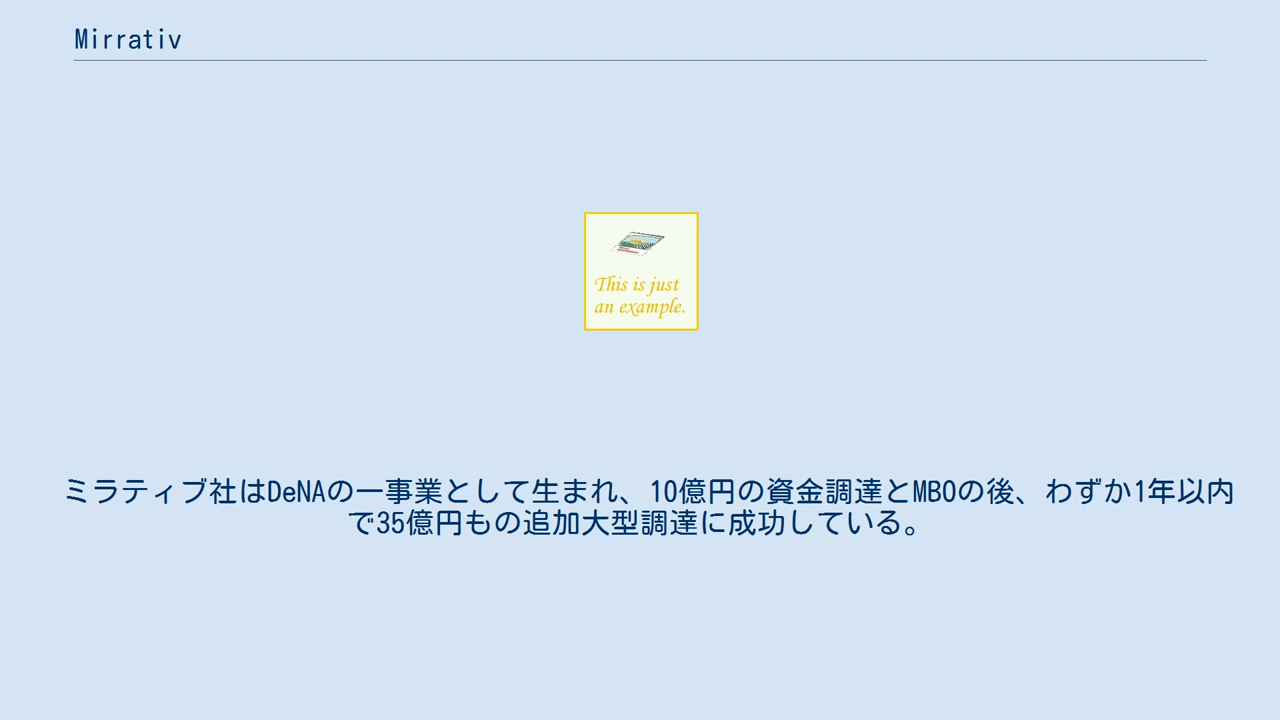 Mirrativ
This is just
an example.
ミラティブ社はDeNAの一事業として生まれ、10億円の資金調達とMBOの後、わずか1年以内
で35億円もの追加大型調達に成功している。